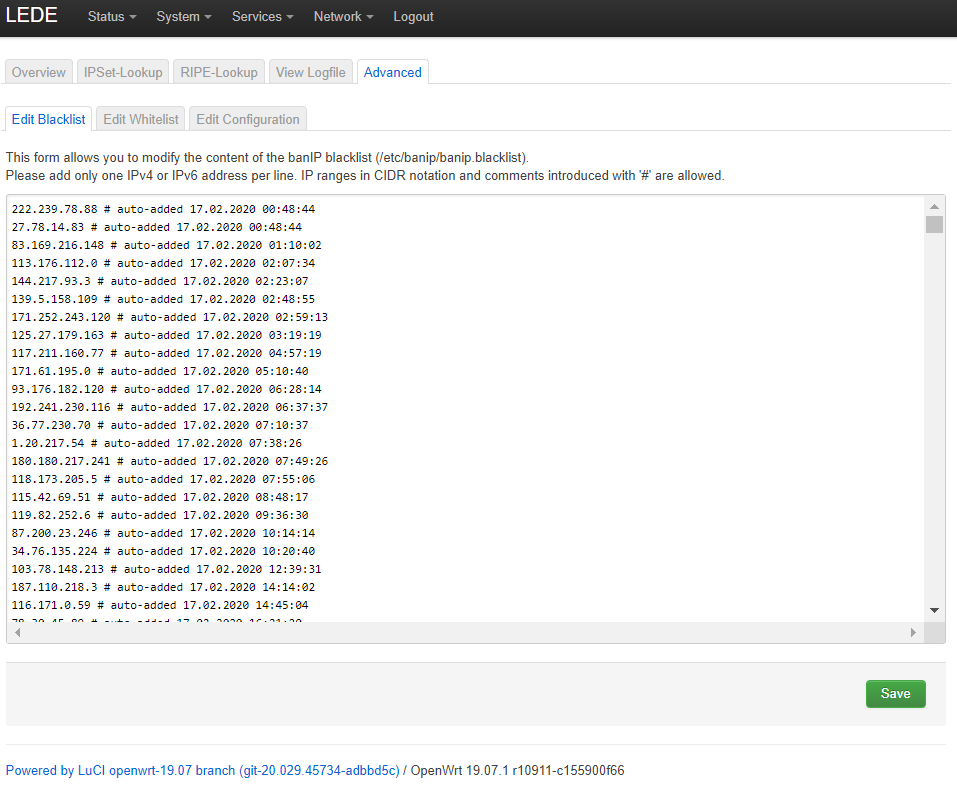 LEDE Status System Services Network Logout
Overview IPSet-Lookup RIPE-Lookup View Logfile Advanced
Edit Blacklist Edit Whitelist Edit Configuration
This form allows you to modify the content of the banIP blacklist (/etc/banip/banip.blacklist).
Please add only one IPv4 or IPv6 address per line. IP ranges in CIDR notation and comments introduced with '#' are allowed.
222.239.78.88 # auto-added 17.02.2020 00:48:44
27.78.14.83 # auto-added 17.02.2020 00:48:44
83.169.216.148 # auto-added 17.02.2020 01:10:02
113.176.112.0 # auto-added 17.02.2020 02:07:34
144.217.93.3 # auto-added 17.02.2020 02:23:07
139.5.158.109 # auto-added 17.02.2020 02:48:55
171.252.243.120 # auto-added 17.02.2020 02:59:13
125.27.179.163 # auto-added 17.02.2020 03:19:19
117.211.160.77 # auto-added 17.02.2020 04:57:19
171.61.195.0 # auto-added 17.02.2020 05:10:40
93.176.182.120 # auto-added 17.02.2020 06:28:14
192.241.230.116 # auto-added 17.02.2020 06:37:37
36.77.230.70 # auto-added 17.02.2020 07:10:37
1.20.217.54 # auto-added 17.02.2020 07:38:26
180.180.217.241 # auto-added 17.02.2020 07:49:26
118.173.205.5 # auto-added 17.02.2020 07:55:06
115.42.69.51 # auto-added 17.02.2020 08:48:17
119.82.252.6 # auto-added 17.02.2020 09:36:30
87.200.23.246 # auto-added 17.02.2020 10:14:14
34.76.135.224 # auto-added 17.02.2020 10:20:40
103.78.148.213 # auto-added 17.02.2020 12:39:31
187.110.218.3 # auto-added 17.02.2020 14:14:02
116.171.0.59 # auto-added 17.02.2020 14:45:04
# auto-added 17.02.2020
Save
Powered by LuCI openwrt-19.07 branch (git-20.029.45734-adbbd5c) / OpenWrt 19.07.1 r10911-c155900f66